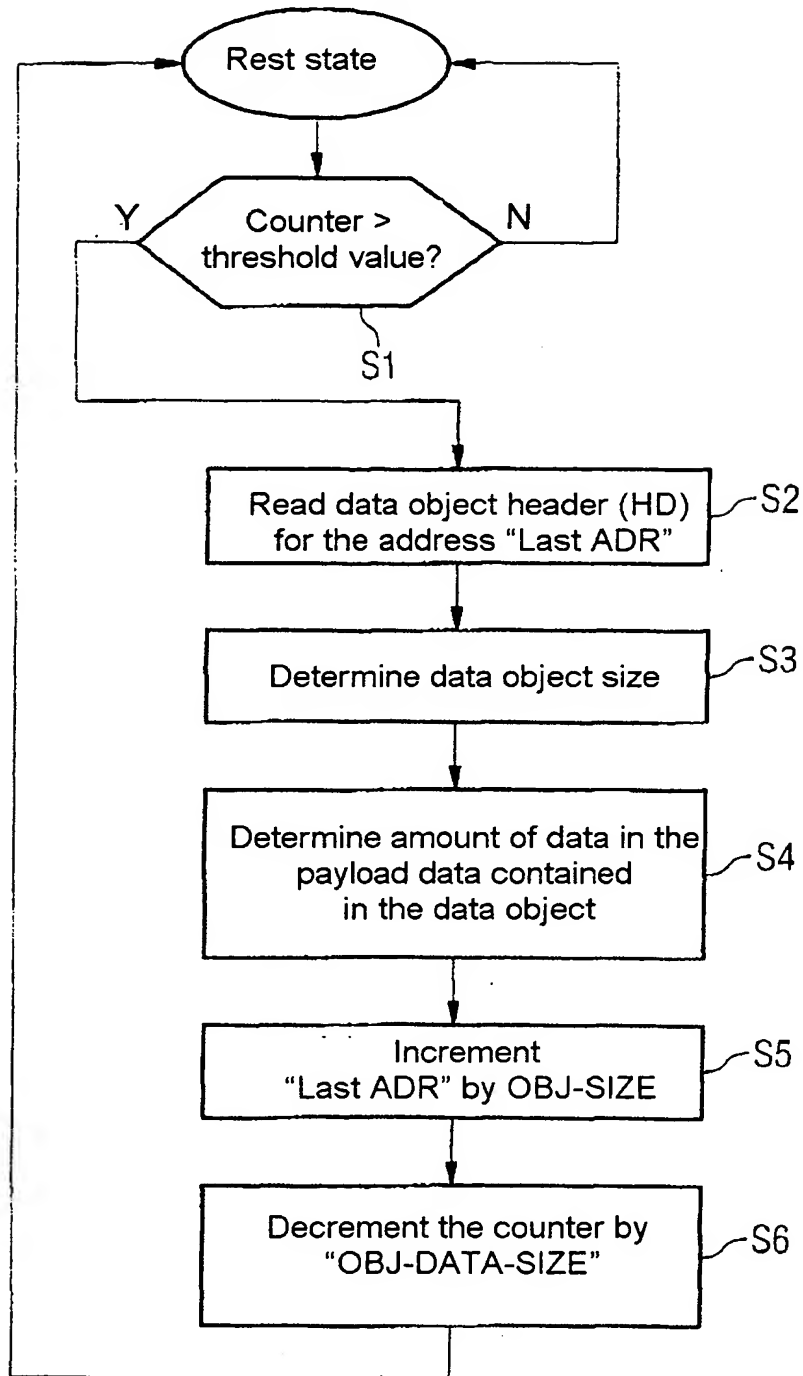 Rest state
Y
Counter >
threshold value?
N
S1
Read data object header (HD)
for the address “Last ADR”
S2
Determine data object size
S3
Determine amount of data in the
payload data contained
in the data object
S4
Increment
“Last ADR” by OBJ-SIZE
S5
Decrement the counter by
“OBJ-DATA-SIZE”
S6